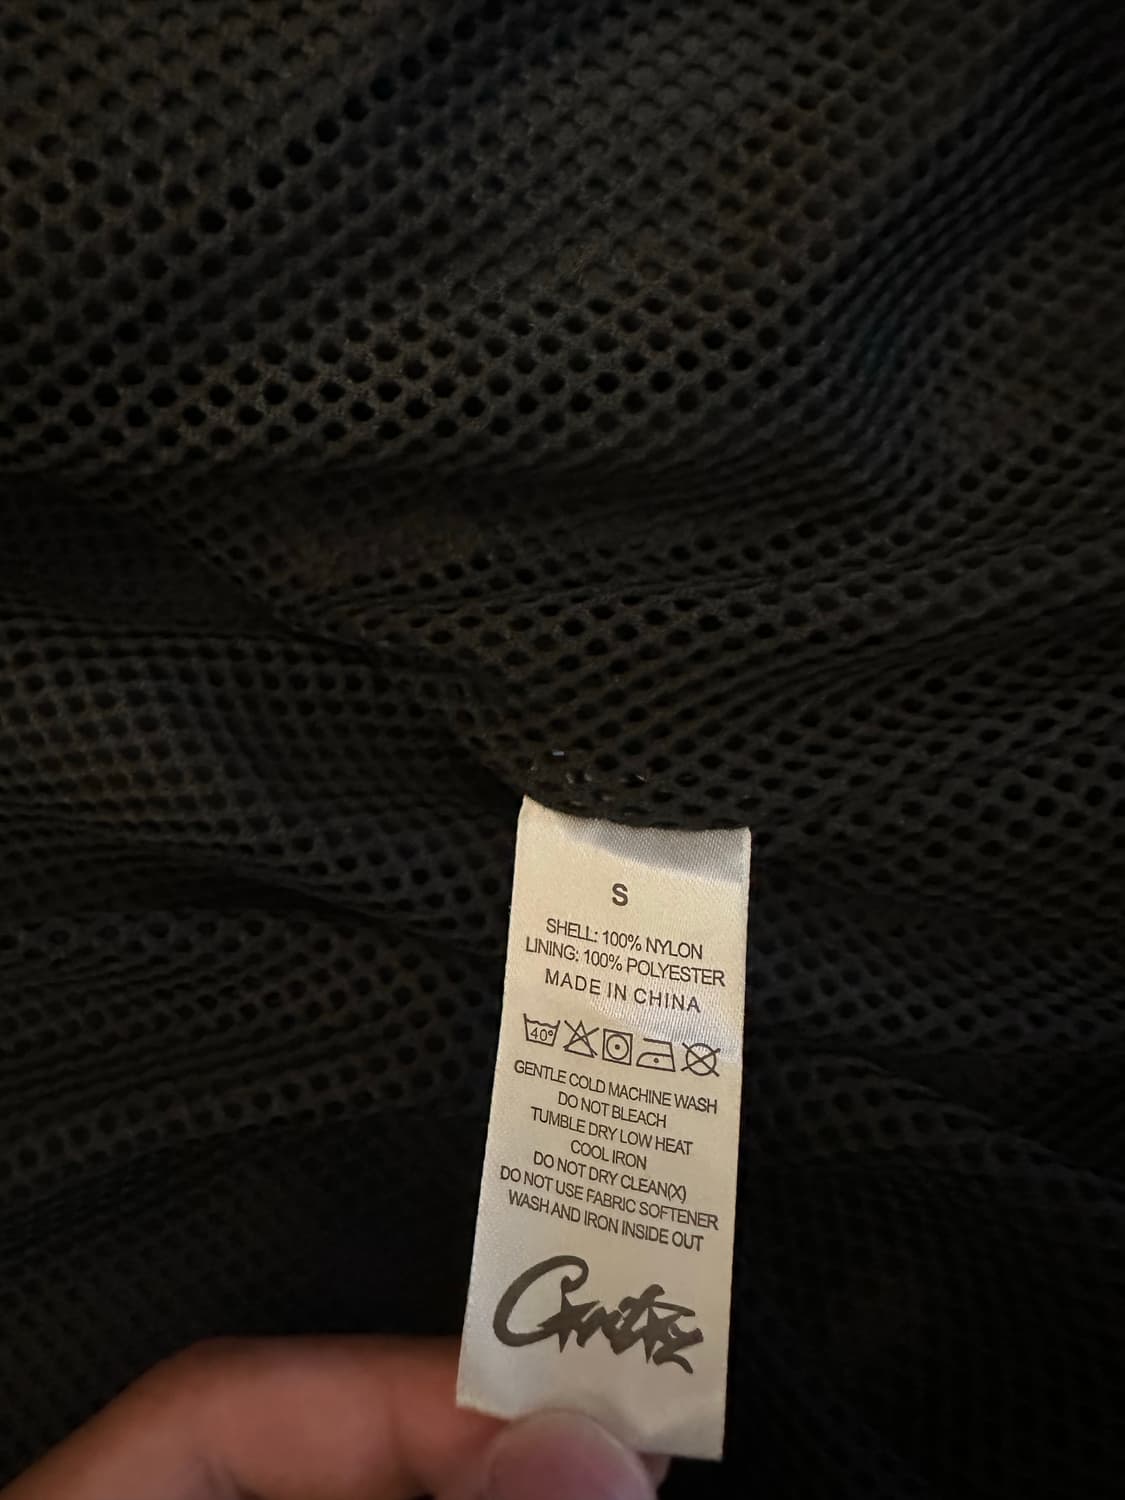 S
SHELL: 100% NYLON
LINING: 100% POLYESTER
MADE IN CHINA
40°
GENTLE COLD MACHINE WASH
DO NOT BLEACH
TUMBLE DRY LOW HEAT
COOL IRON
DO NOT DRY CLEAN(X)
DO NOT USE FABRIC SOFTENER
WASH AND IRON INSIDE OUT
Crtz